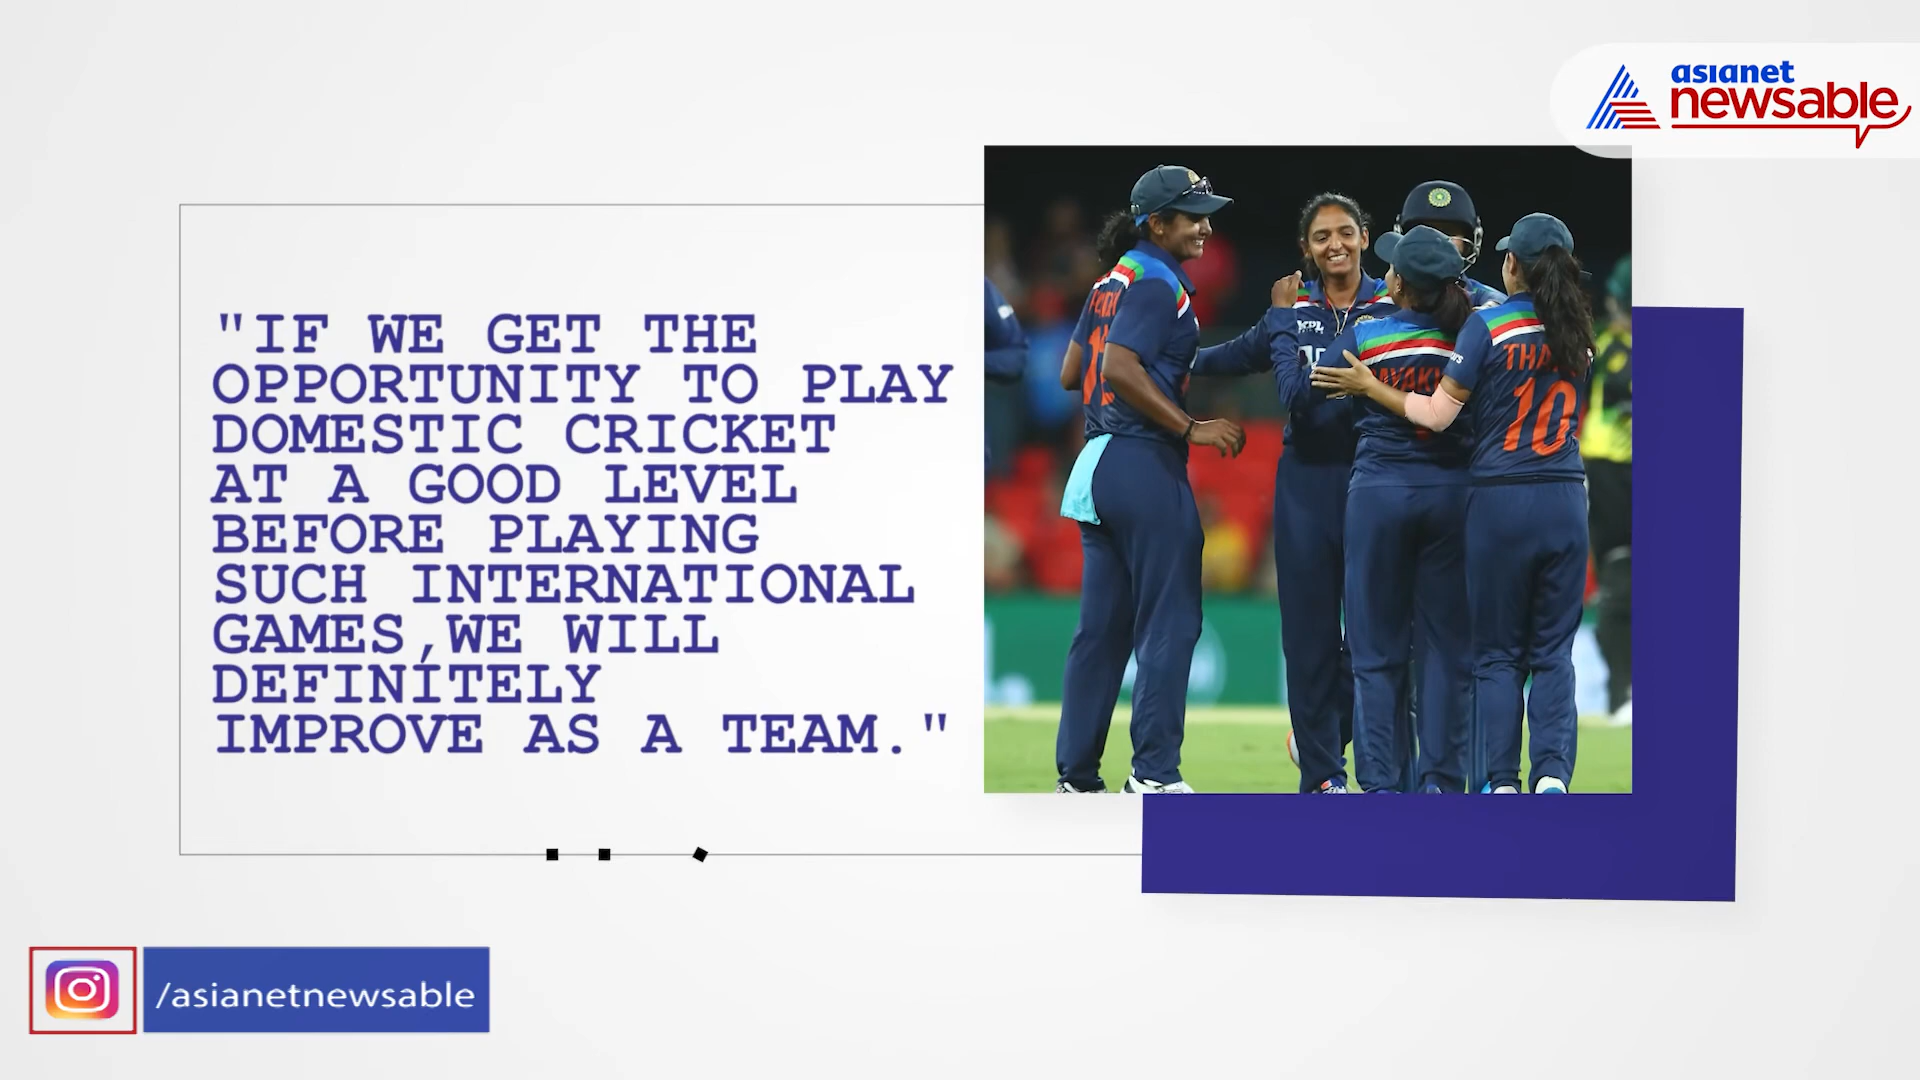 asianet
newsable
"IF WE GET THE
OPPORTUNITY TO PLAY
DOMESTIC CRICKET
AT A GOOD LEVEL
BEFORE PLAYING
SUCH INTERNATIONAL
GAMES,WE WILL
DEFINITELY
IMPROVE AS A TEAM."
KPL
10
/asianetnewsable